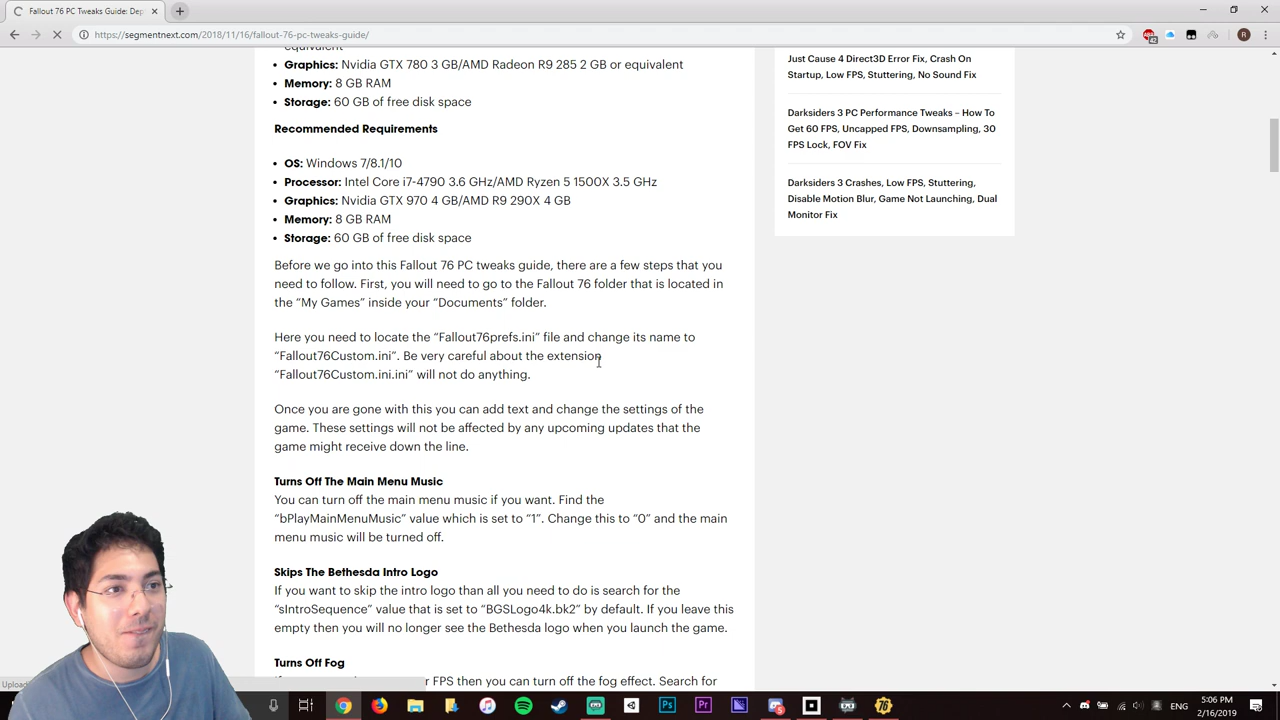 Fallout 76 PC Tweaks Guide: Dep
https://segmentnext.com/2018/11/16/fallout-76-pc-tweaks-guide/
42
R
equivalent
• Graphics: Nvidia GTX 780 3 GB/AMD Radeon R9 285 2 GB or equivalent
• Memory: 8 GB RAM
• Storage: 60 GB of free disk space
Recommended Requirements
• OS: Windows 7/8.1/10
• Processor: Intel Core i7-4790 3.6 GHz/AMD Ryzen 5 1500X 3.5 GHz
• Graphics: Nvidia GTX 970 4 GB/AMD R9 290X 4 GB
• Memory: 8 GB RAM
• Storage: 60 GB of free disk space
Before we go into this Fallout 76 PC tweaks guide, there are a few steps that you
need to follow. First, you will need to go to the Fallout 76 folder that is located in
the “My Games” inside your “Documents” folder.
Here you need to locate the “Fallout76prefs.ini” file and change its name to
“Fallout76Custom.ini”. Be very careful about the extension
“Fallout76Custom.ini.ini” will not do anything.
Once you are gone with this you can add text and change the settings of the
game. These settings will not be affected by any upcoming updates that the
game might receive down the line.
Turns Off The Main Menu Music
You can turn off the main menu music if you want. Find the
“bPlayMainMenuMusic” value which is set to “1”. Change this to “0” and the main
menu music will be turned off.
Skips The Bethesda Intro Logo
If you want to skip the intro logo than all you need to do is search for the
“sIntroSequence” value that is set to “BGSLogo4k.bk2” by default. If you leave this
empty then you will no longer see the Bethesda logo when you launch the game.
Turns Off Fog
FPS then you can turn off the fog effect. Search for
Just Cause 4 Direct3D Error Fix, Crash On
Startup, Low FPS, Stuttering, No Sound Fix
Darksiders 3 PC Performance Tweaks – How To
Get 60 FPS, Uncapped FPS, Downsampling, 30
FPS Lock, FOV Fix
Darksiders 3 Crashes, Low FPS, Stuttering,
Disable Motion Blur, Game Not Launching, Dual
Monitor Fix
Ps
Pr
76
ENG
5:06 PM
2/16/2019